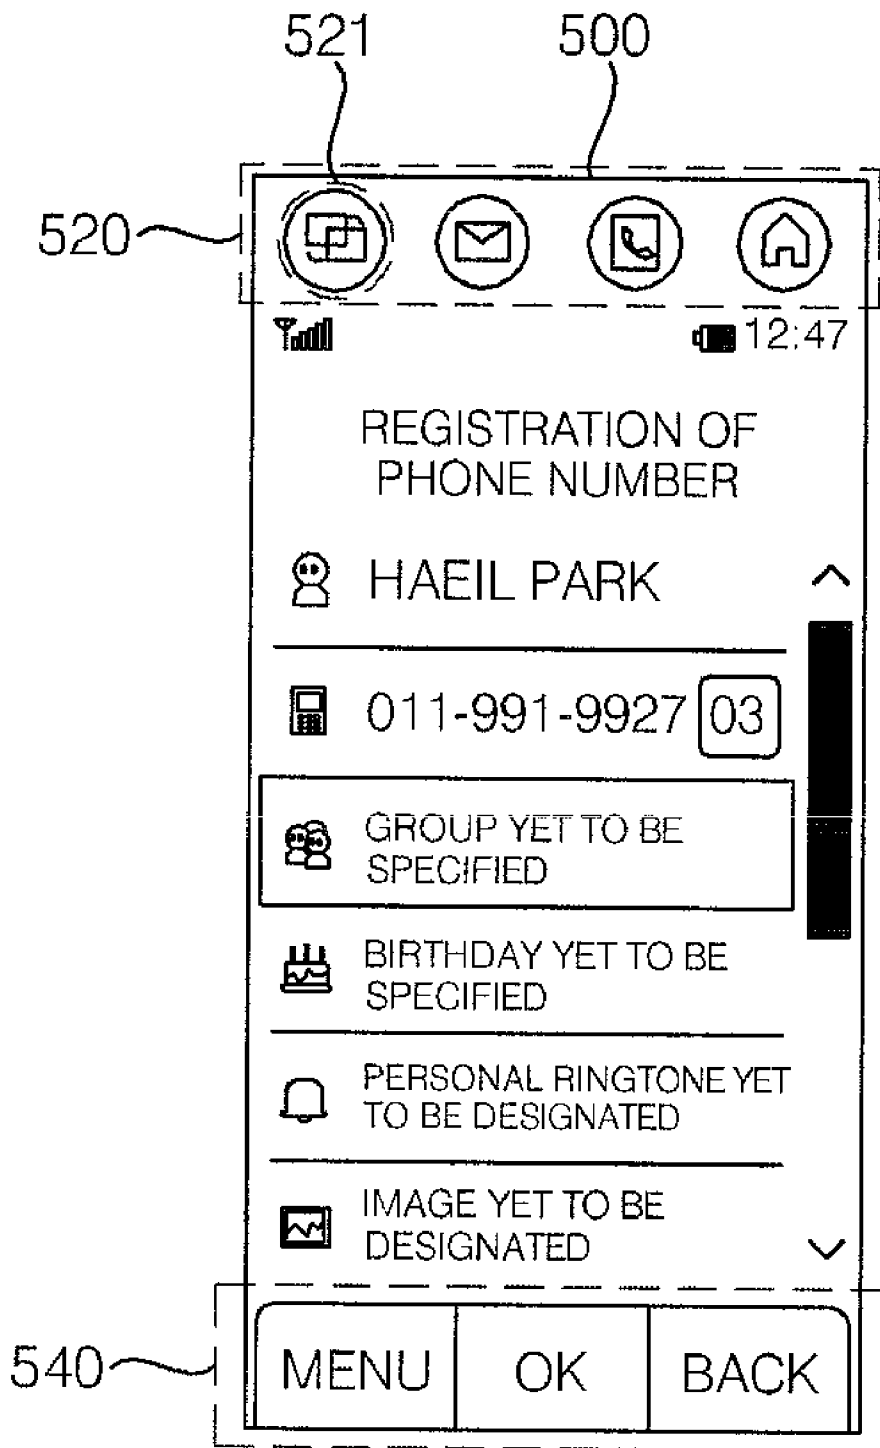 521 500
520
12:47
REGISTRATION OF
PHONE NUMBER
HAEIL PARK
011-991-9927 03
GROUP YET TO BE
SPECIFIED
BIRTHDAY YET TO BE
SPECIFIED
PERSONAL RINGTONE YET
TO BE DESIGNATED
IMAGE YET TO BE
DESIGNATED
540 MENU OK BACK